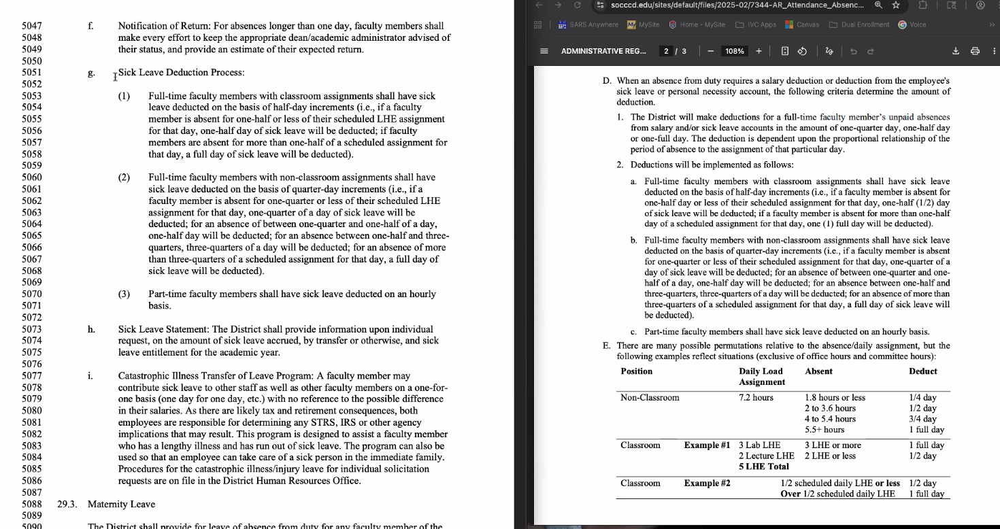 5047 f. Notification of Return: For absences longer than one day, faculty members shall
5048 make every effort to keep the appropriate dean/academic administrator advised of
5049 their status, and provide an estimate of their expected return.
5050
5051 g. Sick Leave Deduction Process:
5052
5053 (1) Full-time faculty members with classroom assignments shall have sick
5054 leave deducted on the basis of half-day increments (i.e., if a faculty
5055 member is absent for one-half or less of their scheduled LHE assignment
5056 for that day, one-half day of sick leave will be deducted; if faculty
5057 members are absent for more than one-half of a scheduled assignment for
5058 that day, a full day of sick leave will be deducted).
5059
5060 (2) Full-time faculty members with non-classroom assignments shall have
5061 sick leave deducted on the basis of quarter-day increments (i.e., if a
5062 faculty member is absent for one-quarter or less of their scheduled LHE
5063 assignment for that day, one-quarter of a day of sick leave will be
5064 deducted; for an absence of between one-quarter and one-half of a day,
5065 one-half day will be deducted; for an absence between one-half and three-
5066 quarters, three-quarters of a day will be deducted; for an absence of more
5067 than three-quarters of a scheduled assignment for that day, a full day of
5068 sick leave will be deducted).
5069
5070 (3) Part-time faculty members shall have sick leave deducted on an hourly
5071 basis.
5072
5073 h. Sick Leave Statement: The District shall provide information upon individual
5074 request, on the amount of sick leave accrued, by transfer or otherwise, and sick
5075 leave entitlement for the academic year.
5076
5077 i. Catastrophic Illness Transfer of Leave Program: A faculty member may
5078 contribute sick leave to other staff as well as other faculty members on a one-for-
5079 one basis (one day for one day, etc.) with no reference to the possible difference
5080 in their salaries. As there are likely tax and retirement consequences, both
5081 employees are responsible for determining any STRS, IRS or other agency
5082 implications that may result. This program is designed to assist a faculty member
5083 who has a lengthy illness and has run out of sick leave. The program can also be
5084 used so that an employee can take care of a sick person in the immediate family.
5085 Procedures for the catastrophic illness/injury leave for individual solicitation
5086 requests are on file in the District Human Resources Office.
5087
5088 29.3. Maternity Leave
5089
5090 The District shall provide for leave of absence from duty for any faculty member of the
socccd.edu/sites/default/files/2025-02/7344-AR_Attendance_Absenc...
SARS Anywhere MySite Home - MySite IVC Apps Canvas Dual Enrollment Voice
ADMINISTRATIVE REG... 2 / 3 108%
D. When an absence from duty requires a salary deduction or deduction from the employee's
sick leave or personal necessity account, the following criteria determine the amount of
deduction.
1. The District will make deductions for a full-time faculty member's unpaid absences
from salary and/or sick leave accounts in the amount of one-quarter day, one-half day
or one-full day. The deduction is dependent upon the proportional relationship of the
period of absence to the assignment of that particular day.
2. Deductions will be implemented as follows:
a. Full-time faculty members with classroom assignments shall have sick leave
deducted on the basis of half-day increments (i.e., if a faculty member is absent for
one-half day or less of their scheduled assignment for that day, one-half (1/2) day
of sick leave will be deducted; if a faculty member is absent for more than one-half
day of a scheduled assignment for that day, one (1) full day will be deducted).
b. Full-time faculty members with non-classroom assignments shall have sick leave
deducted on the basis of quarter-day increments (i.e., if a faculty member is absent
for one-quarter or less of their scheduled assignment for that day, one-quarter of a
day of sick leave will be deducted; for an absence of between one-quarter and one-
half of a day, one-half day will be deducted; for an absence between one-half and
three-quarters, three-quarters of a day will be deducted; for an absence of more than
three-quarters of a scheduled assignment for that day, a full day of sick leave will
be deducted).
c. Part-time faculty members shall have sick leave deducted on an hourly basis.
E. There are many possible permutations relative to the absence/daily assignment, but the
following examples reflect situations (exclusive of office hours and committee hours):
Position Daily Load Absent Deduct
Assignment
Non-Classroom 7.2 hours 1.8 hours or less 1/4 day
2 to 3.6 hours 1/2 day
4 to 5.4 hours 3/4 day
5.5+ hours 1 full day
Classroom Example #1 3 Lab LHE 3 LHE or more 1 full day
2 Lecture LHE 2 LHE or less 1/2 day
5 LHE Total
Classroom Example #2 1/2 scheduled daily LHE or less 1/2 day
Over 1/2 scheduled daily LHE 1 full day